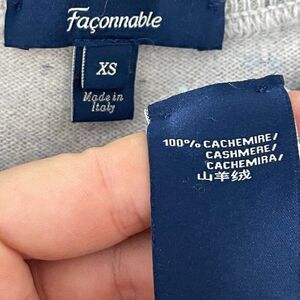 Façonnable
XS
Made in
Italy
100% CACHEMIRE/
CASHMERE/
CACHEMIRA/
山羊绒